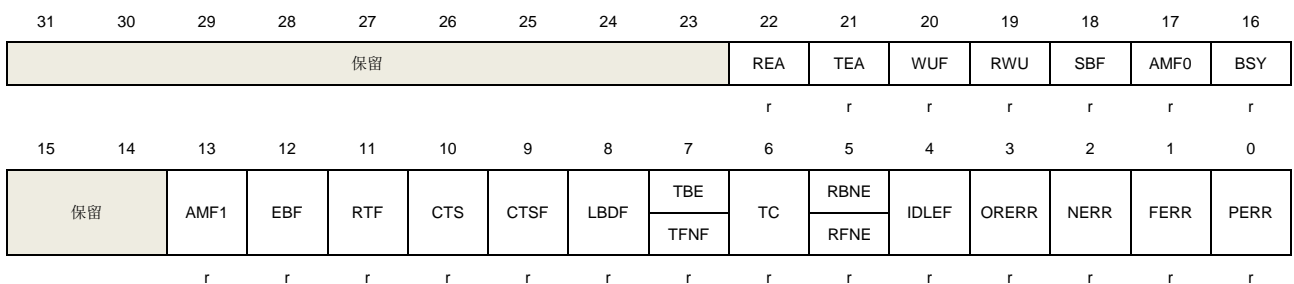 31 30 29 28 27 26 25 24 23 22 21 20 19 18 17 16
保留 REA TEA WUF RWU SBF AMF0 BSY
r r r r r r r
15 14 13 12 11 10 9 8 7 6 5 4 3 2 1 0
保留 AMF1 EBF RTF CTS CTSF LBDF TBE TC RBNE IDLEF ORERR NERR FERR PERR
TFNF RFNE
r r r r r r r r r r r r r r